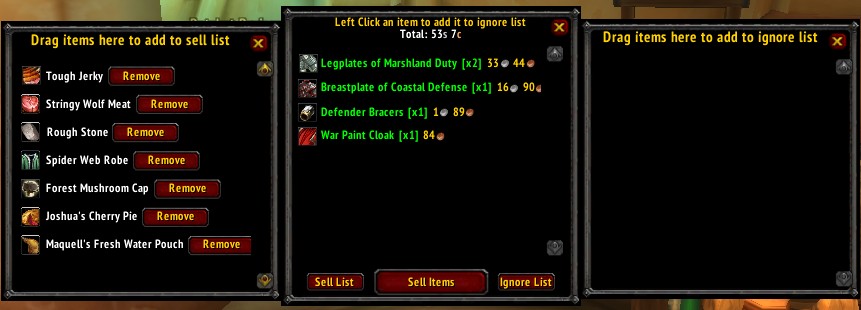 Drag items here to add to sell list
Tough Jerky Remove
Stringy Wolf Meat Remove
Rough Stone Remove
Spider Web Robe Remove
Forest Mushroom Cap Remove
Joshua's Cherry Pie Remove
Maquell's Fresh Water Pouch Remove
Left Click an item to add it to ignore list
Total: 53s 7c
Legplates of Marshland Duty [x2] 33 44
Breastplate of Coastal Defense [x1] 16 90
Defender Bracers [x1] 1 89
War Paint Cloak [x1] 84
Sell List Sell Items Ignore List
Drag items here to add to ignore list